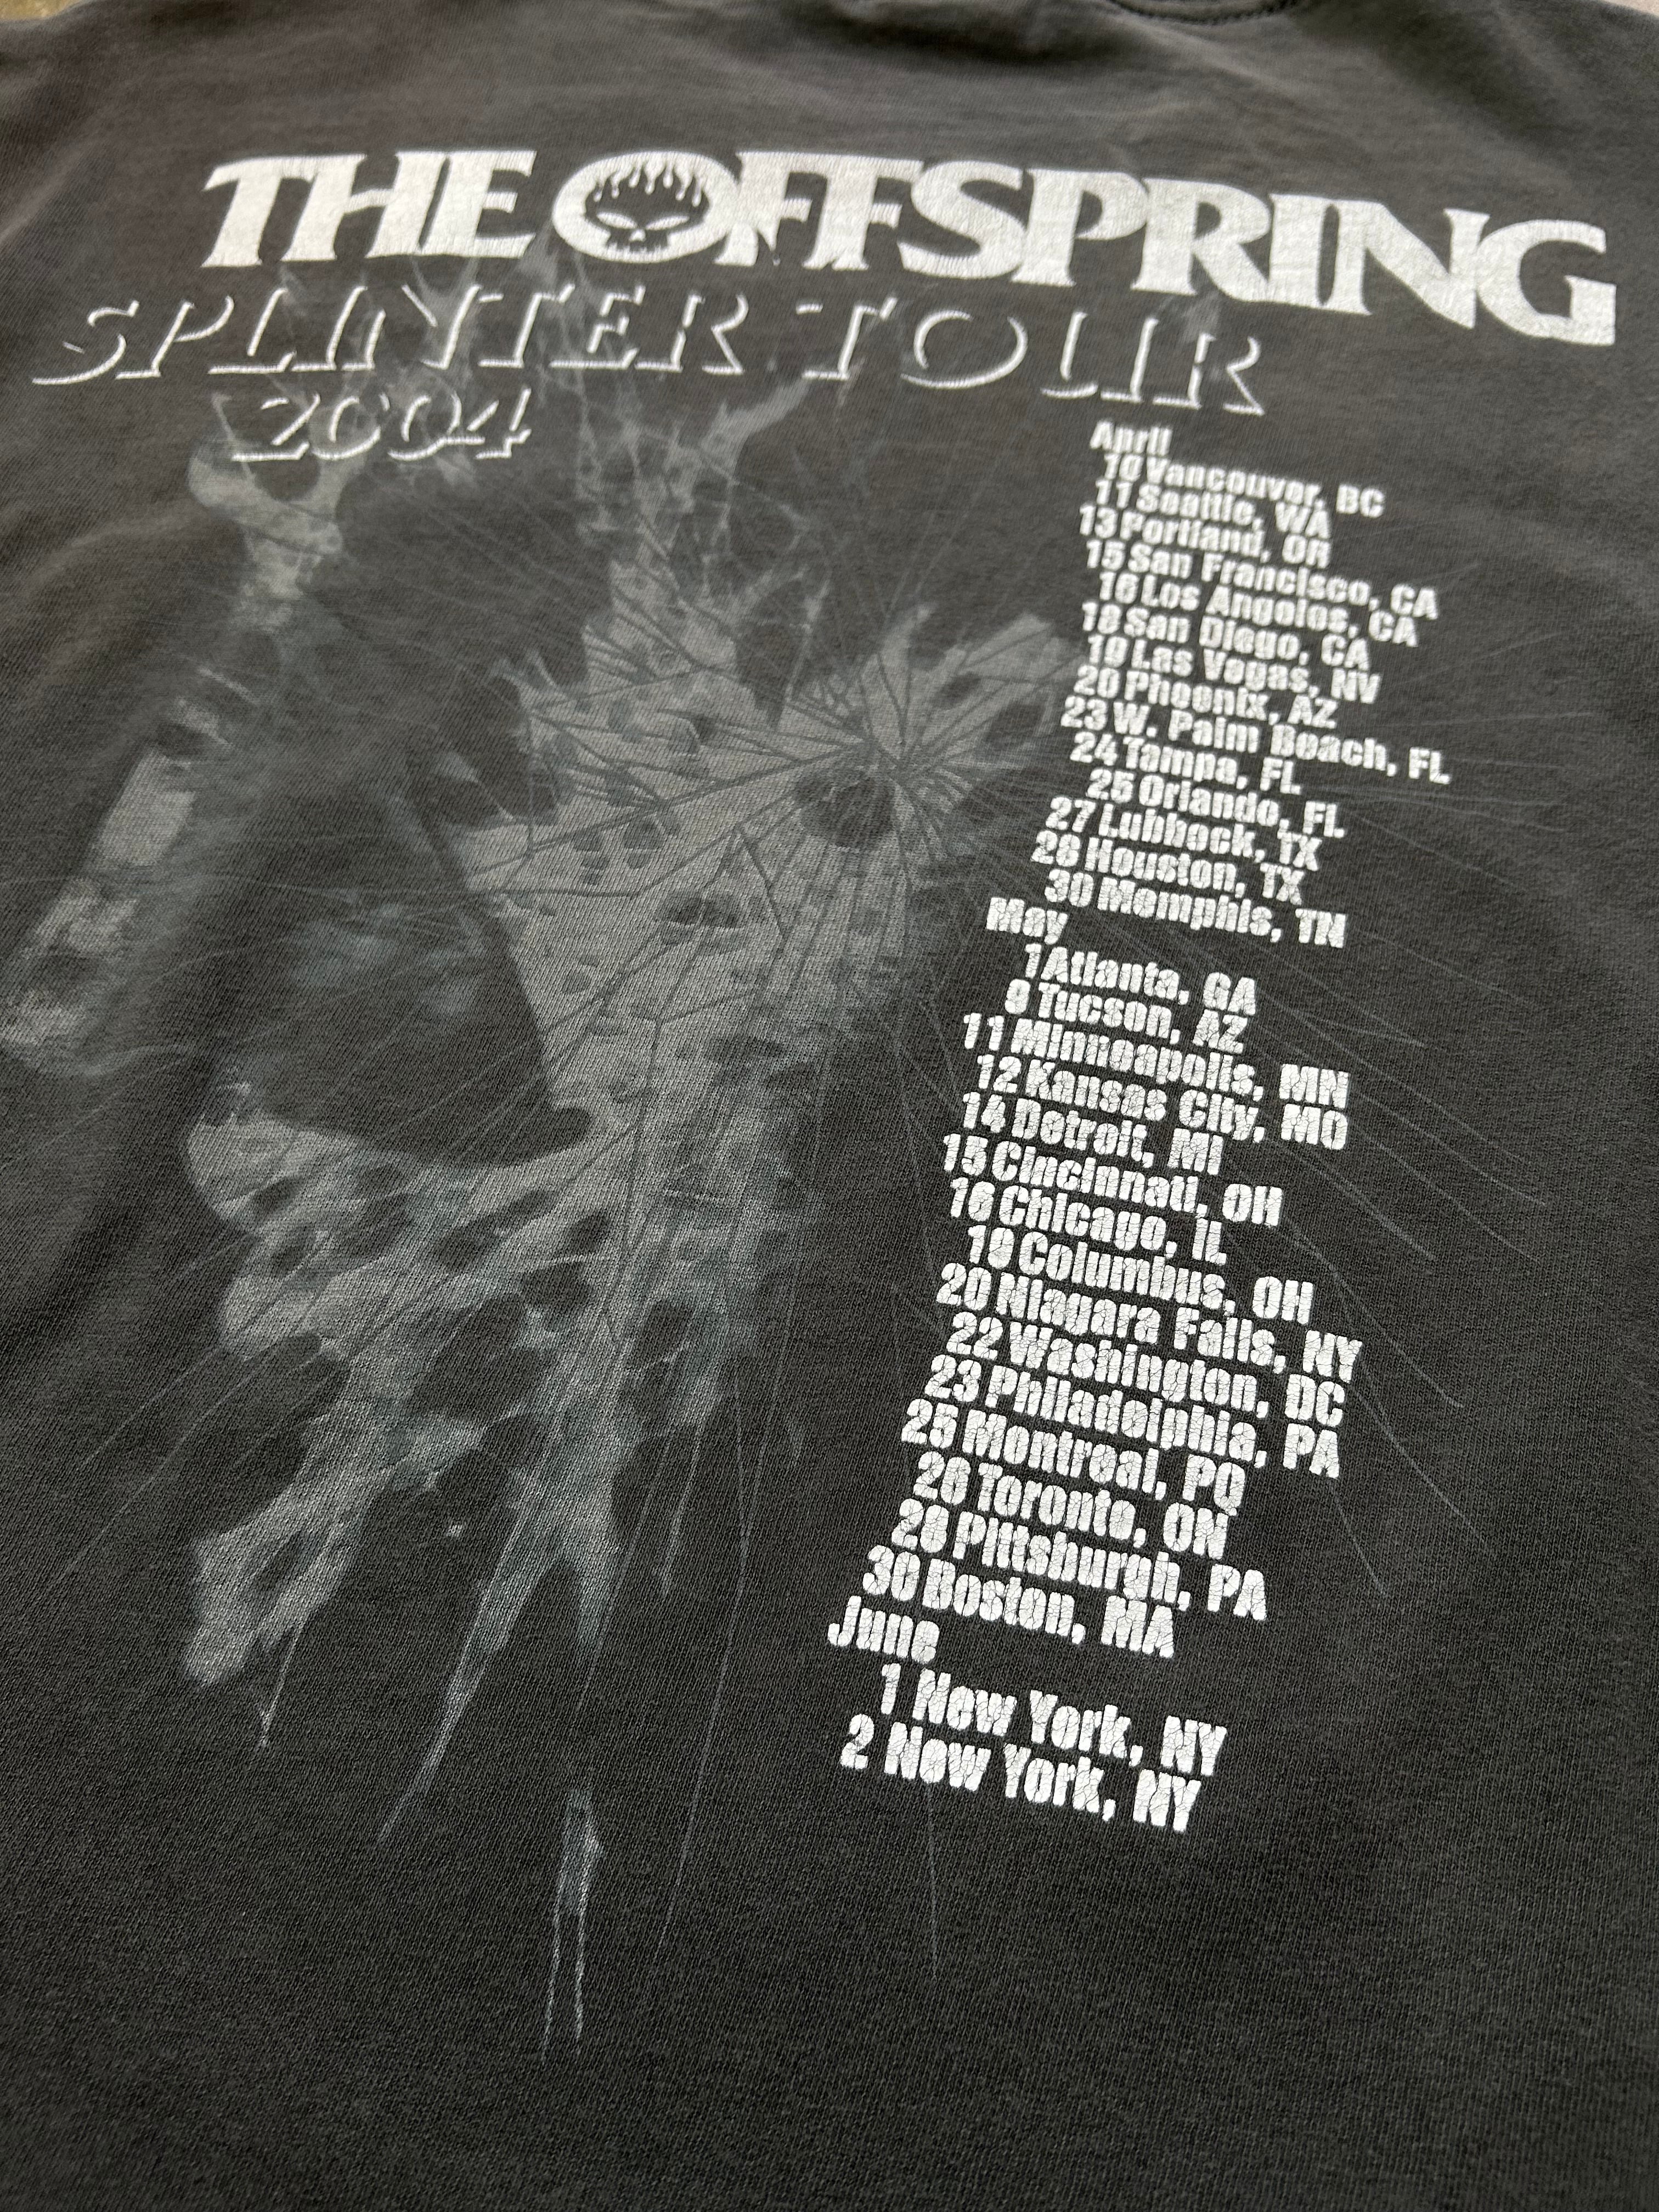 THE OFFSPRING
SPLINTER TOUR
2004
April
10 Vancouver, BC
11 Seattle, WA
13 Portland, OR
15 San Francisco, CA
16 Los Angeles, CA
18 San Diego, CA
19 Las Vegas, NV
20 Phoenix, AZ
23 W. Palm Beach, FL
24 Tampa, FL
25 Orlando, FL
27 Lubbock, TX
28 Houston, TX
30 Memphis, TN
May
1 Atlanta, GA
9 Tucson, AZ
11 Minneapolis, MN
12 Kansas City, MO
14 Detroit, MI
15 Cincinnati, OH
16 Chicago, IL
19 Columbus, OH
20 Niagara Falls, NY
22 Washington, DC
23 Philadelphia, PA
25 Montreal, PQ
26 Toronto, ON
28 Pittsburgh, PA
30 Boston, MA
June
1 New York, NY
2 New York, NY